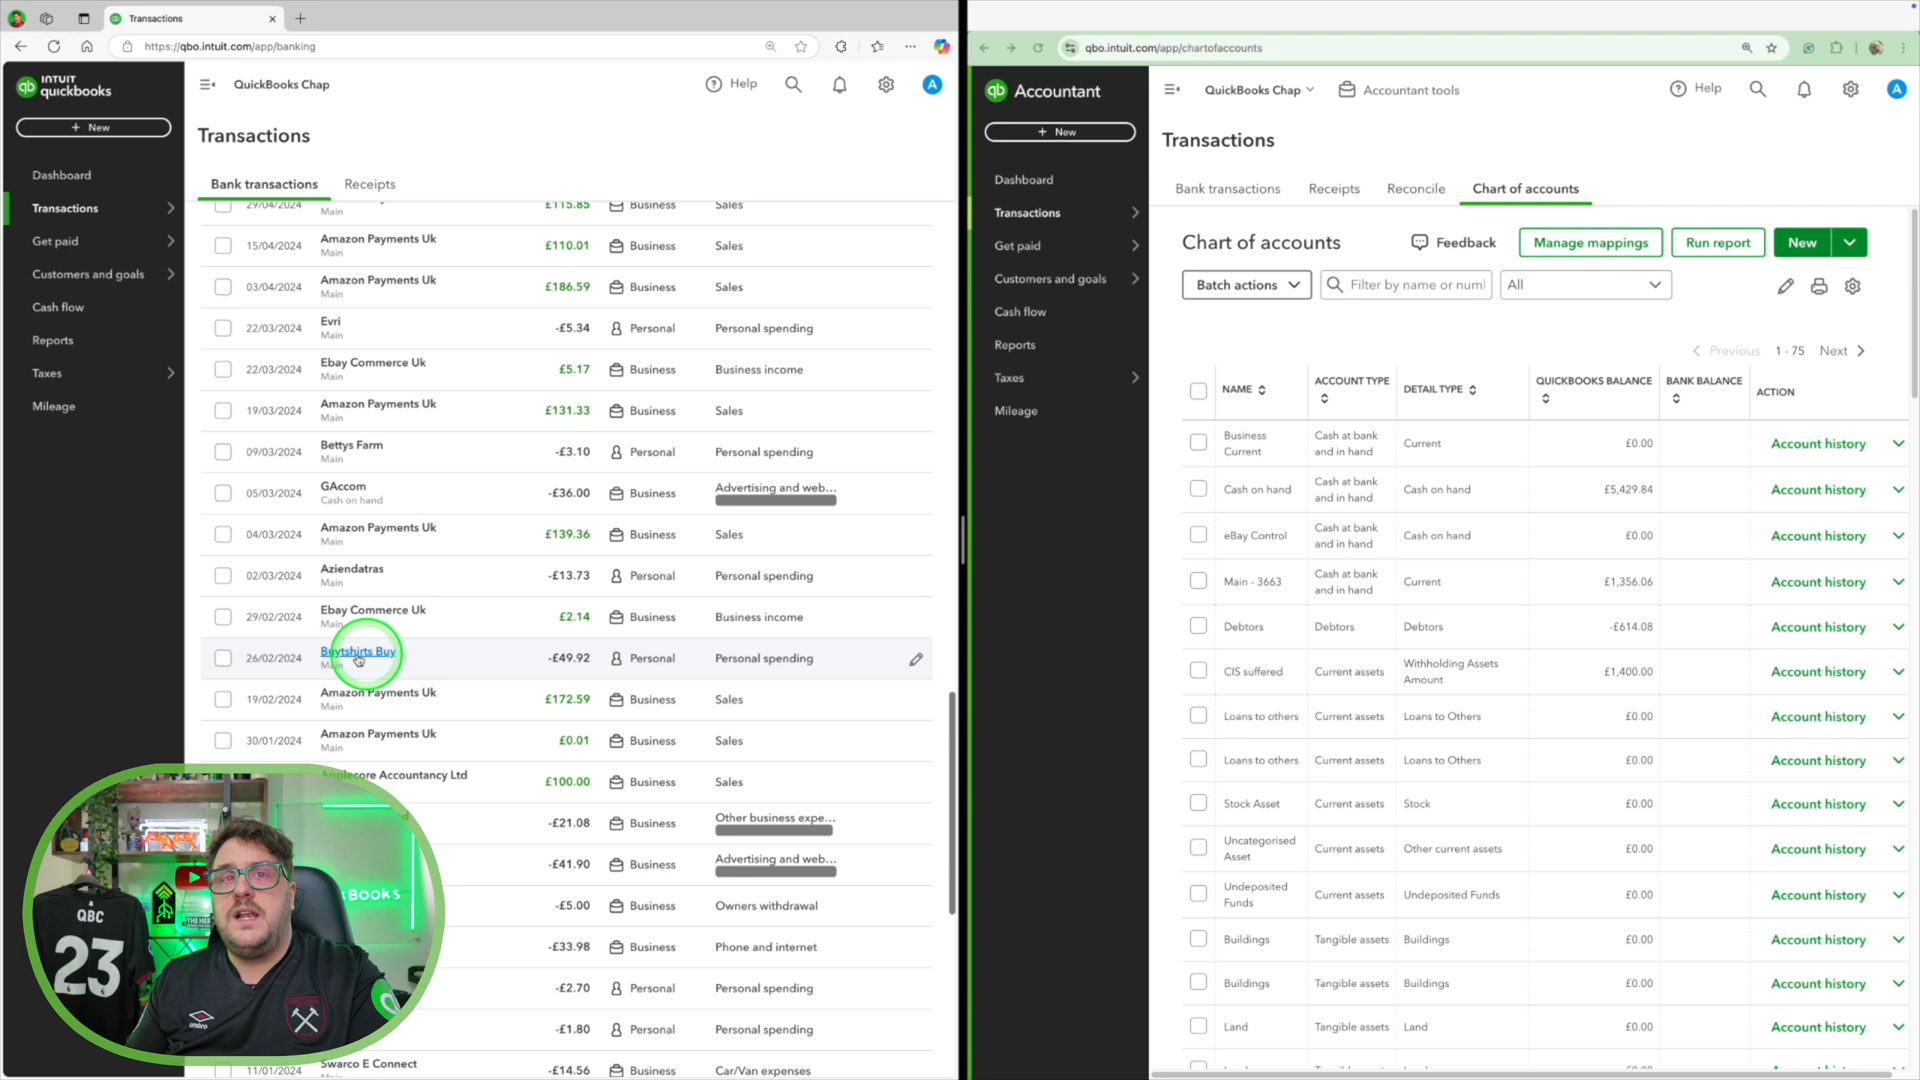 Transactions
https://qbo.intuit.com/app/banking
INTUIT
quickbooks
QuickBooks Chap
Help
A
+ New
Dashboard
Transactions
Get paid
Customers and goals
Cash flow
Reports
Taxes
Mileage
Transactions
Bank transactions
Receipts
29/04/2024 Main £115.85 Business Sales
15/04/2024 Amazon Payments Uk £110.01 Business Sales
Main
03/04/2024 Amazon Payments Uk £186.59 Business Sales
Main
22/03/2024 Evri -£5.34 Personal Personal spending
Main
22/03/2024 Ebay Commerce Uk £5.17 Business Business income
Main
19/03/2024 Amazon Payments Uk £131.33 Business Sales
Main
09/03/2024 Bettys Farm -£3.10 Personal Personal spending
Main
05/03/2024 GAccom -£36.00 Business Advertising and web...
Cash on hand
04/03/2024 Amazon Payments Uk £139.36 Business Sales
Main
02/03/2024 Aziendatras -£13.73 Personal Personal spending
Main
29/02/2024 Ebay Commerce Uk £2.14 Business Business income
Main
26/02/2024 Buytshirts Buy -£49.92 Personal Personal spending
Main
19/02/2024 Amazon Payments Uk £172.59 Business Sales
Main
30/01/2024 Amazon Payments Uk £0.01 Business Sales
Main
Applecore Accountancy Ltd £100.00 Business Sales
-£21.08 Business Other business expe...
-£41.90 Business Advertising and web...
-£5.00 Business Owners withdrawal
-£33.98 Business Phone and internet
-£2.70 Personal Personal spending
-£1.80 Personal Personal spending
11/01/2024 Swarco E Connect -£14.56 Business Car/Van expenses
QBC
23
BOOKS
umbro
qbo.intuit.com/app/chartofaccounts
qb Accountant
QuickBooks Chap
Accountant tools
Help
A
+ New
Dashboard
Transactions
Get paid
Customers and goals
Cash flow
Reports
Taxes
Mileage
Transactions
Bank transactions
Receipts
Reconcile
Chart of accounts
Chart of accounts
Feedback
Manage mappings
Run report
New
Batch actions
Filter by name or numl
All
Previous 1 - 75 Next
NAME ACCOUNT TYPE DETAIL TYPE QUICKBOOKS BALANCE BANK BALANCE ACTION
Business Current Cash at bank and in hand Current £0.00 Account history
Cash on hand Cash at bank and in hand Cash on hand £5,429.84 Account history
eBay Control Cash at bank and in hand Cash on hand £0.00 Account history
Main - 3663 Cash at bank and in hand Current £1,356.06 Account history
Debtors Debtors Debtors -£614.08 Account history
CIS suffered Current assets Withholding Assets Amount £1,400.00 Account history
Loans to others Current assets Loans to Others £0.00 Account history
Loans to others Current assets Loans to Others £0.00 Account history
Stock Asset Current assets Stock £0.00 Account history
Uncategorised Asset Current assets Other current assets £0.00 Account history
Undeposited Funds Current assets Undeposited Funds £0.00 Account history
Buildings Tangible assets Buildings £0.00 Account history
Buildings Tangible assets Buildings £0.00 Account history
Land Tangible assets Land £0.00 Account history